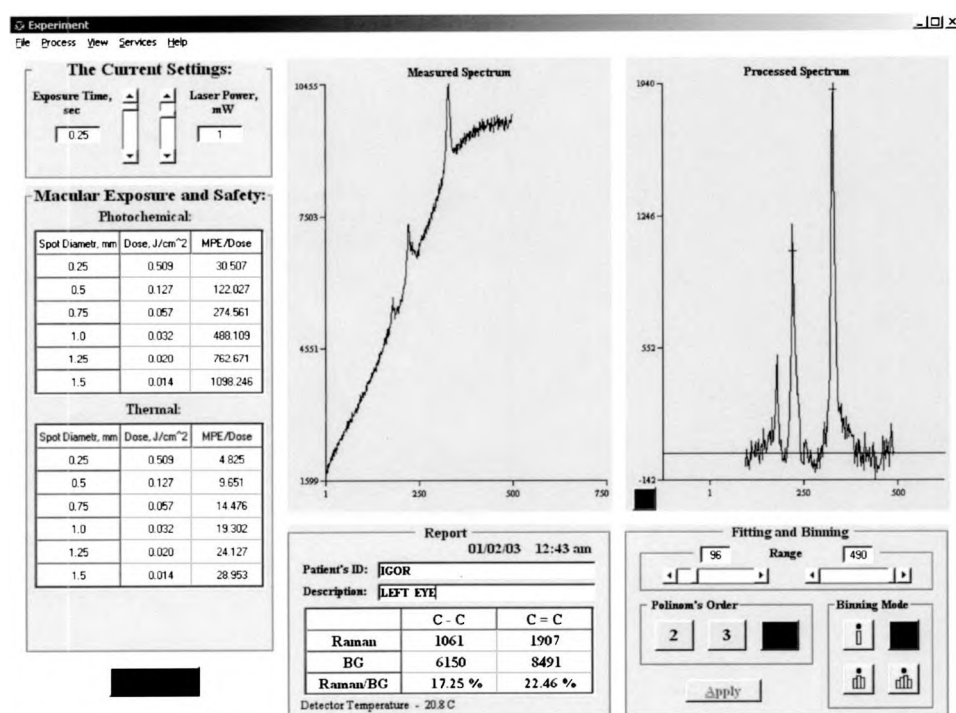 Experiment
File Process View Services Help
The Current Settings:
Exposure Time, sec
0.25
Laser Power, mW
1
Macular Exposure and Safety:
Photochemical:
Spot Diametr, mm Dose, J/cm^2 MPE/Dose
0.25 0.509 30.507
0.5 0.127 122.027
0.75 0.057 274.561
1.0 0.032 488.109
1.25 0.020 762.671
1.5 0.014 1098.246
Thermal:
Spot Diametr, mm Dose, J/cm^2 MPE/Dose
0.25 0.509 4.825
0.5 0.127 9.651
0.75 0.057 14.476
1.0 0.032 19.302
1.25 0.020 24.127
1.5 0.014 28.953
Measured Spectrum
10455
7503
4551
1599
1 250 500 750
Processed Spectrum
1940
1246
552
-142
1 250 500
Report
01/02/03 12:43 am
Patient's ID: IGOR
Description: LEFT EYE
C - C C = C
Raman 1061 1907
BG 6150 8491
Raman/BG 17.25 % 22.46 %
Detector Temperature - 20.8 C
Fitting and Binning
96 Range 490
Polinom's Order
2 3
Binning Mode
Apply